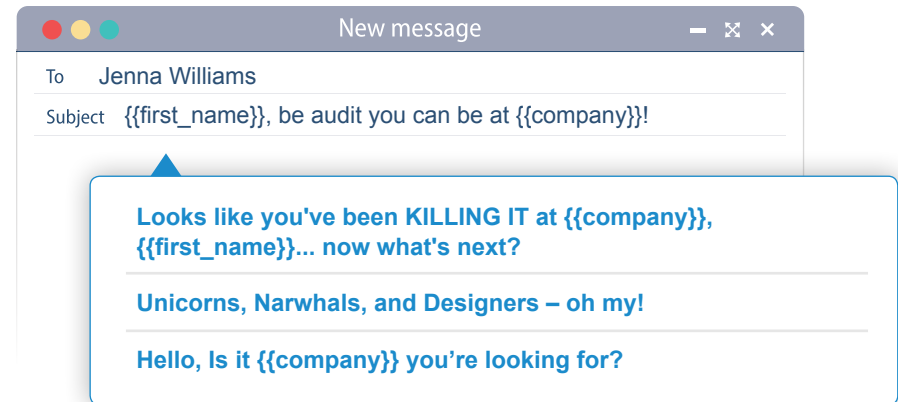 New message
To Jenna Williams
Subject {{first_name}}, be audit you can be at {{company}}!
Looks like you've been KILLING IT at {{company}},
{{first_name}}... now what's next?
Unicorns, Narwhals, and Designers – oh my!
Hello, Is it {{company}} you’re looking for?